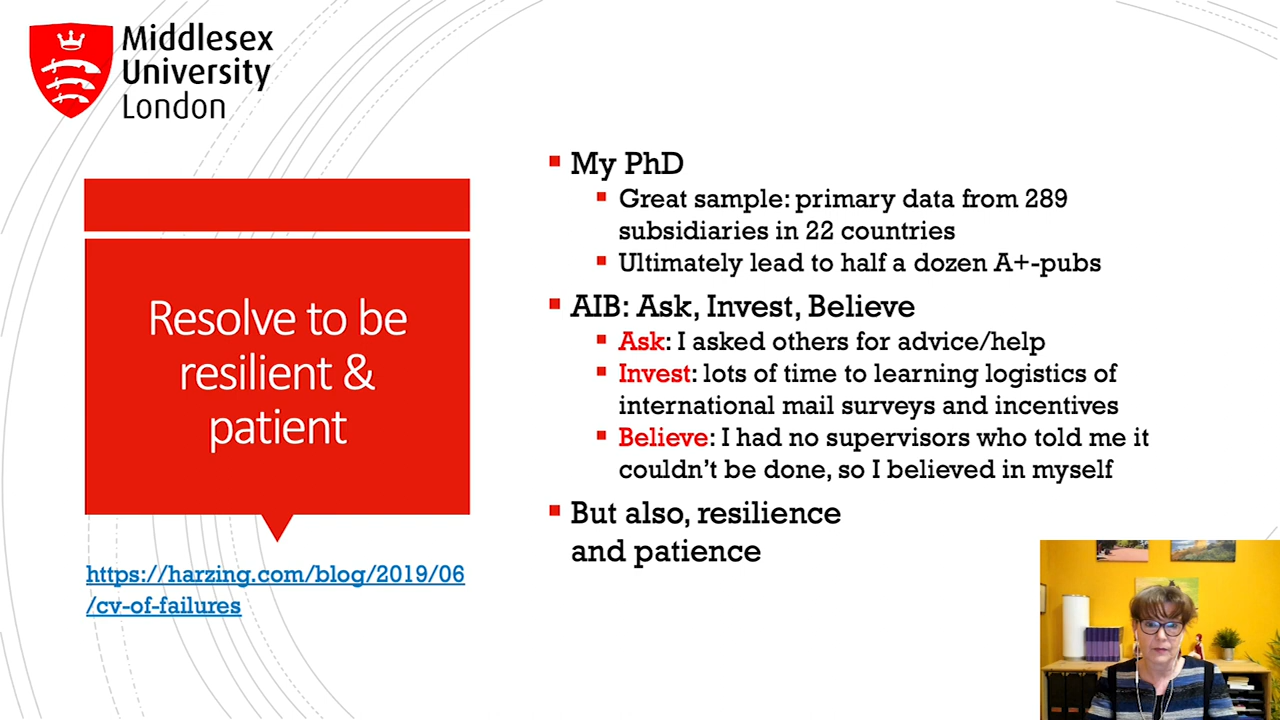 Middlesex
University
London
Resolve to be
resilient &
patient
https://harzing.com/blog/2019/06
/cv-of-failures
My PhD
Great sample: primary data from 289
subsidiaries in 22 countries
Ultimately lead to half a dozen A+-pubs
AIB: Ask, Invest, Believe
Ask: I asked others for advice/help
Invest: lots of time to learning logistics of
international mail surveys and incentives
Believe: I had no supervisors who told me it
couldn't be done, so I believed in myself
But also, resilience
and patience